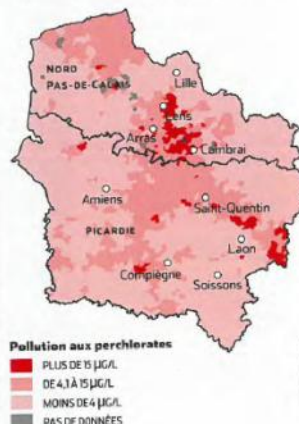 NORD
PAS-DE-CALAIS
Lille
Lens
Arras
Cambrai
Amiens
Saint-Quentin
PICARDIE
Laon
Compiègne
Soissons
Pollution aux perchlorates
PLUS DE 15 µG/L
DE 4,1 À 15 µG/L
MOINS DE 4 µG/L
PAS DE DONNÉES